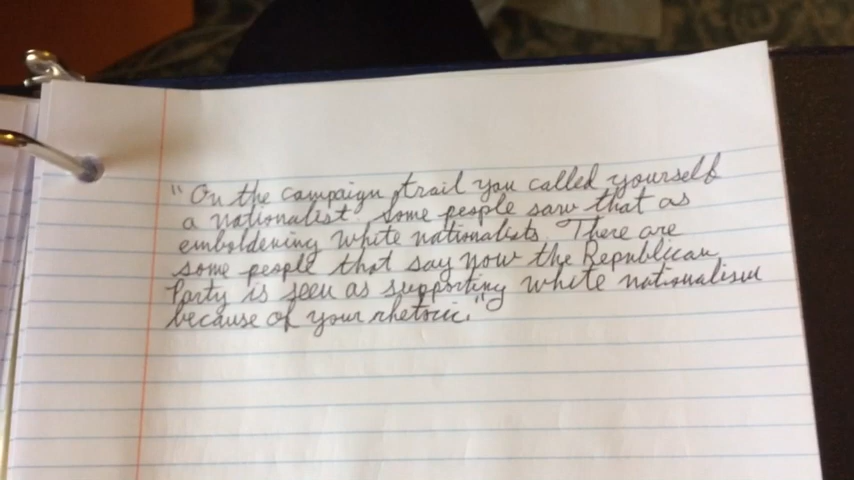 "On the campaign trail you called yourself
a nationalist. Some people saw that as
emboldening white nationalists. There are
some people that say now the Republican
Party is seen as supporting white nationalism
because of your rhetoric."